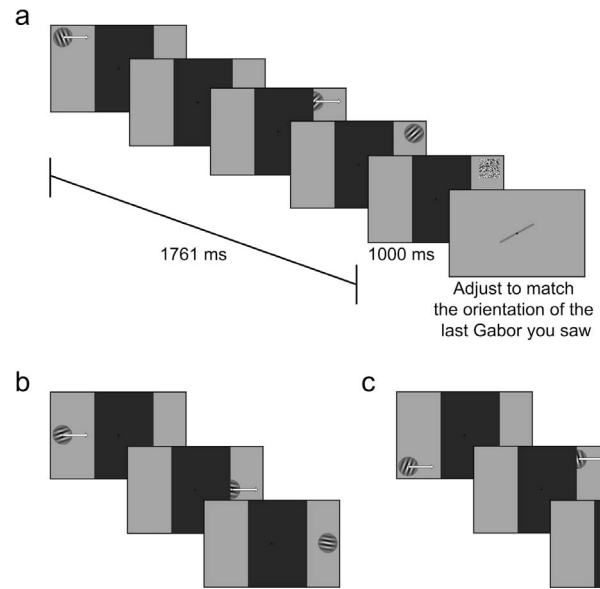 a
1761 ms
1000 ms
Adjust to match
the orientation of the
last Gabor you saw
b
c